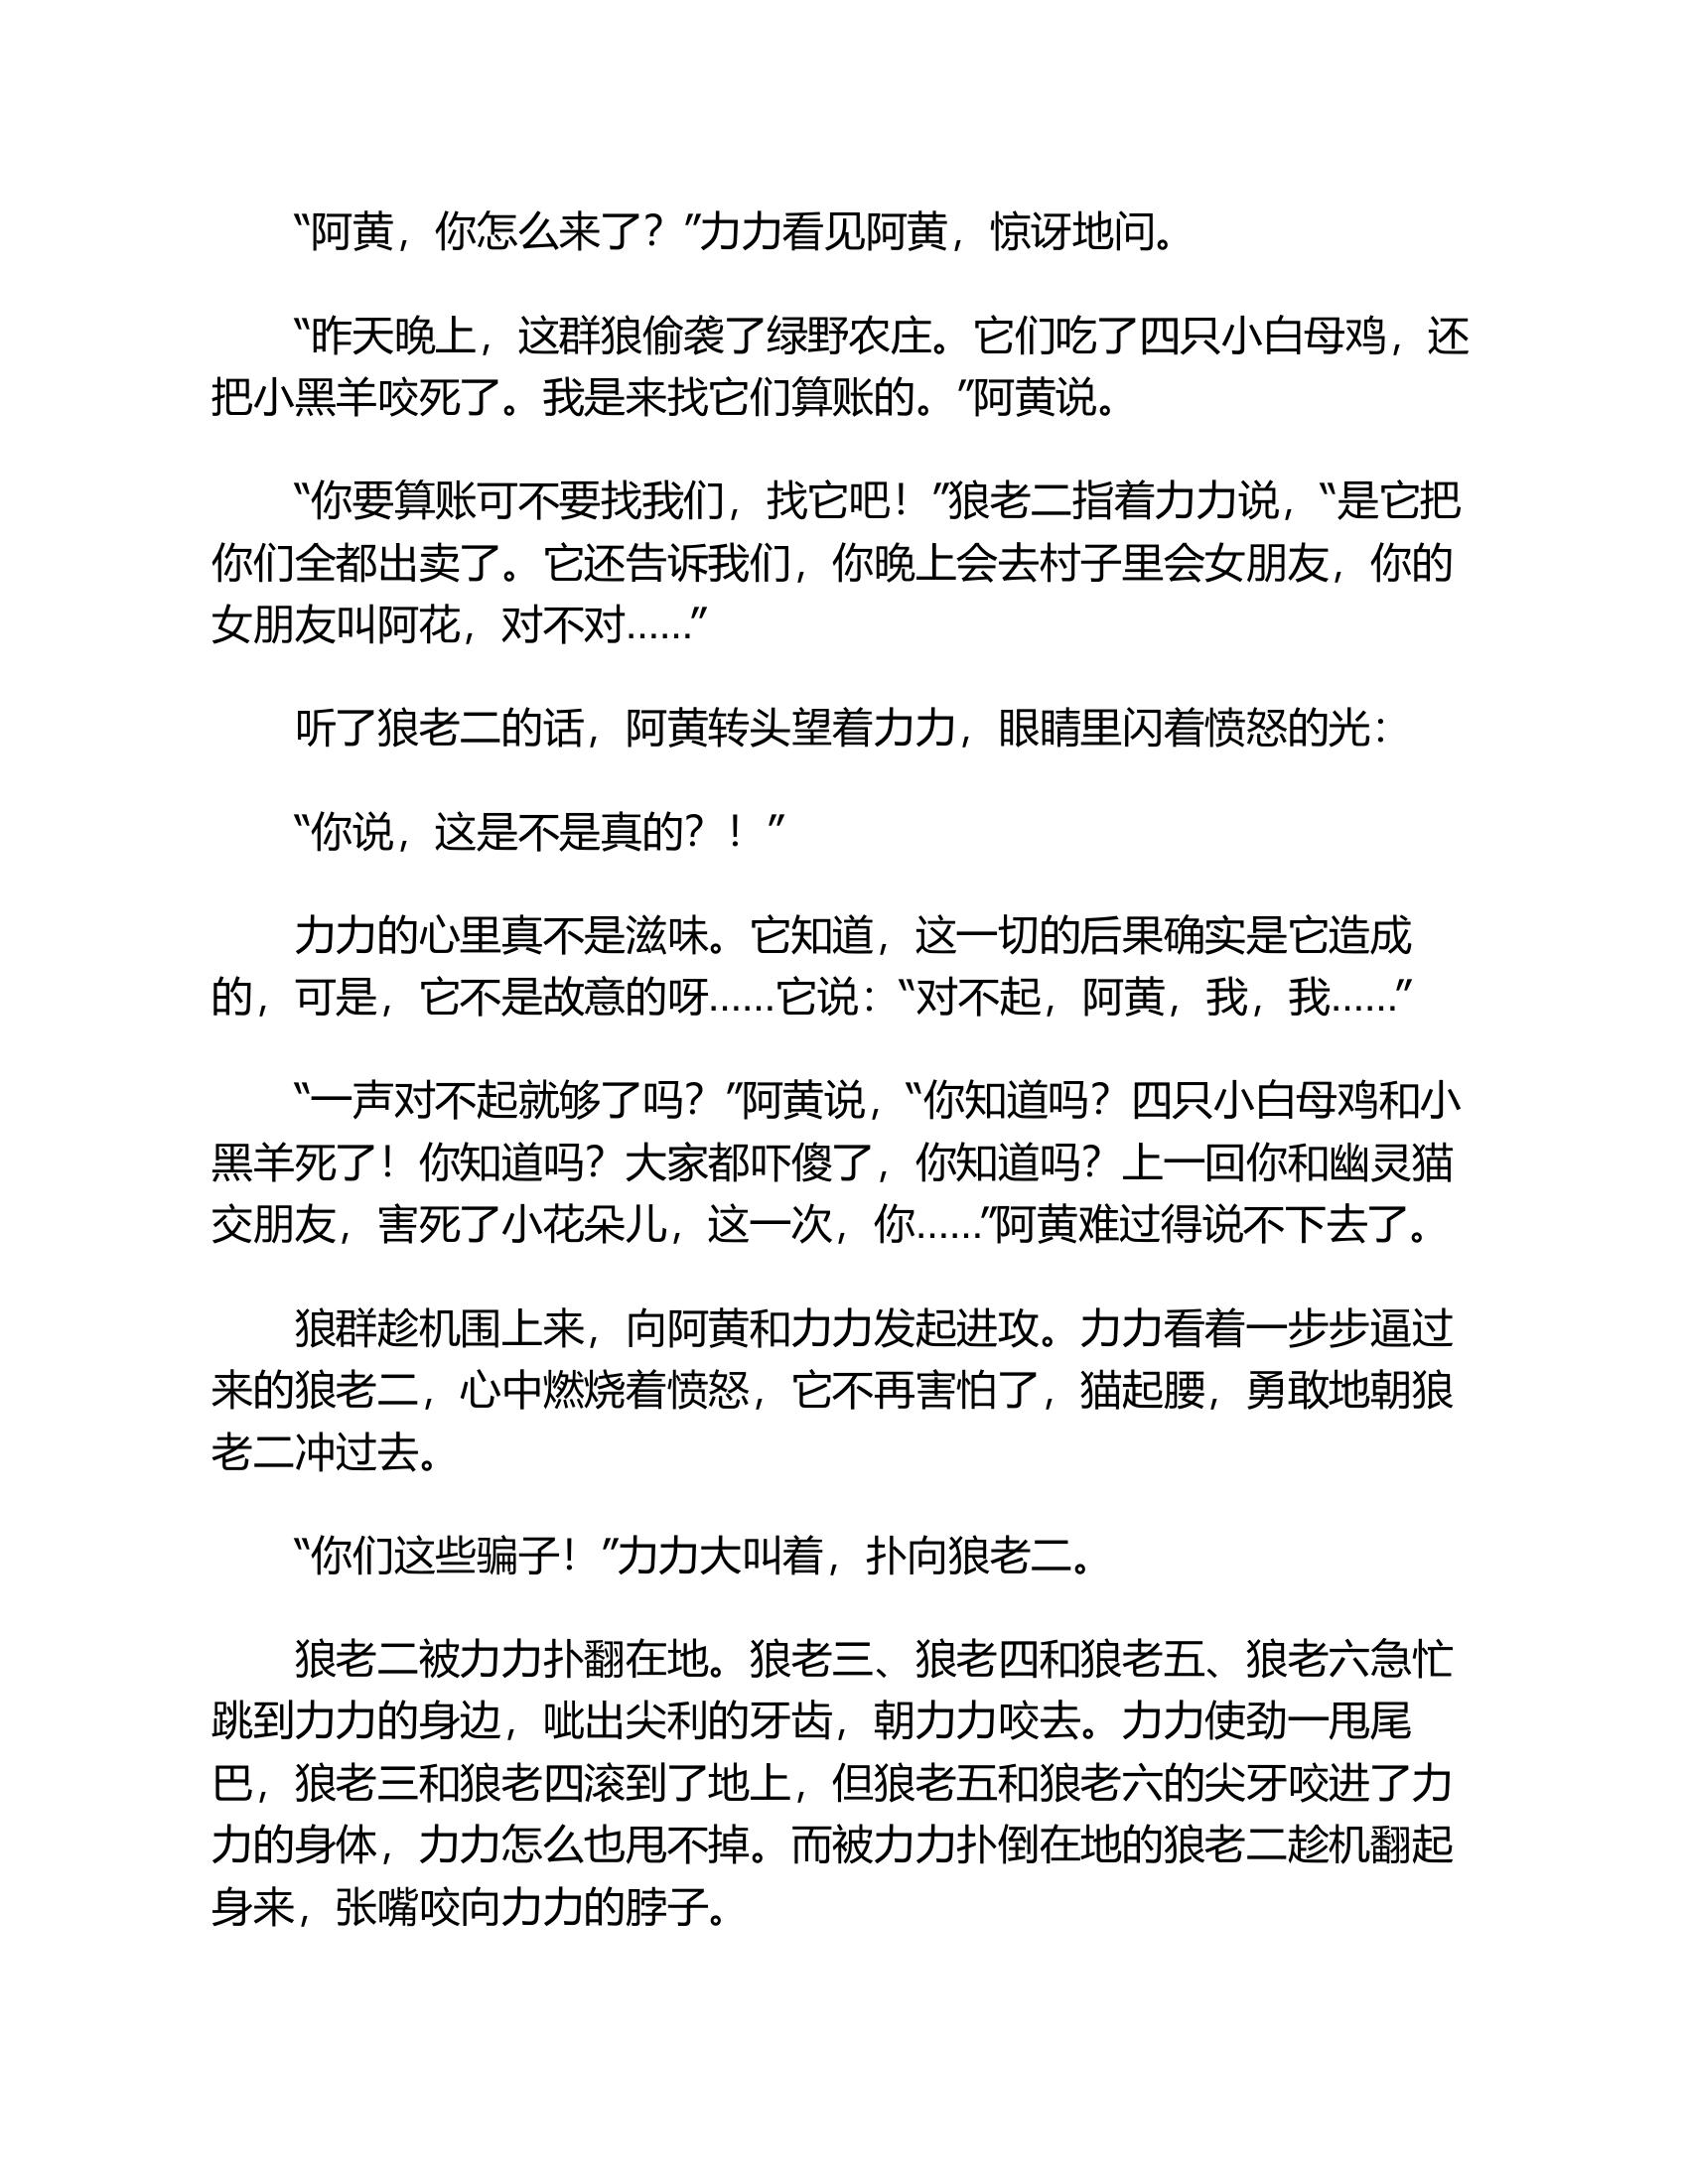 “阿黄，你怎么来了？”力力看见阿黄，惊讶地问。
“昨天晚上，这群狼偷袭了绿野农庄。它们吃了四只小白母鸡，还
把小黑羊咬死了。我是来找它们算账的。”阿黄说。
“你要算账可不要找我们，找它吧！”狼老二指着力力说，“是它把
你们全都出卖了。它还告诉我们，你晚上会去村子里会女朋友，你的
女朋友叫阿花，对不对……”
听了狼老二的话，阿黄转头望着力力，眼睛里闪着愤怒的光：
“你说，这是不是真的？！”
力力的心里真不是滋味。它知道，这一切的后果确实是它造成
的，可是，它不是故意的呀……它说：“对不起，阿黄，我，我……”
“一声对不起就够了吗？”阿黄说，“你知道吗？四只小白母鸡和小
黑羊死了！你知道吗？大家都吓傻了，你知道吗？上一回你和幽灵猫
交朋友，害死了小花朵儿，这一次，你……”阿黄难过得说不下去了。
狼群趁机围上来，向阿黄和力力发起进攻。力力看着一步步逼过
来的狼老二，心中燃烧着愤怒，它不再害怕了，猫起腰，勇敢地朝狼
老二冲过去。
“你们这些骗子！”力力大叫着，扑向狼老二。
狼老二被力力扑翻在地。狼老三、狼老四和狼老五、狼老六急忙
跳到力力的身边，呲出尖利的牙齿，朝力力咬去。力力使劲一甩尾
巴，狼老三和狼老四滚到了地上，但狼老五和狼老六的尖牙咬进了力
力的身体，力力怎么也甩不掉。而被力力扑倒在地的狼老二趁机翻起
身来，张嘴咬向力力的脖子。